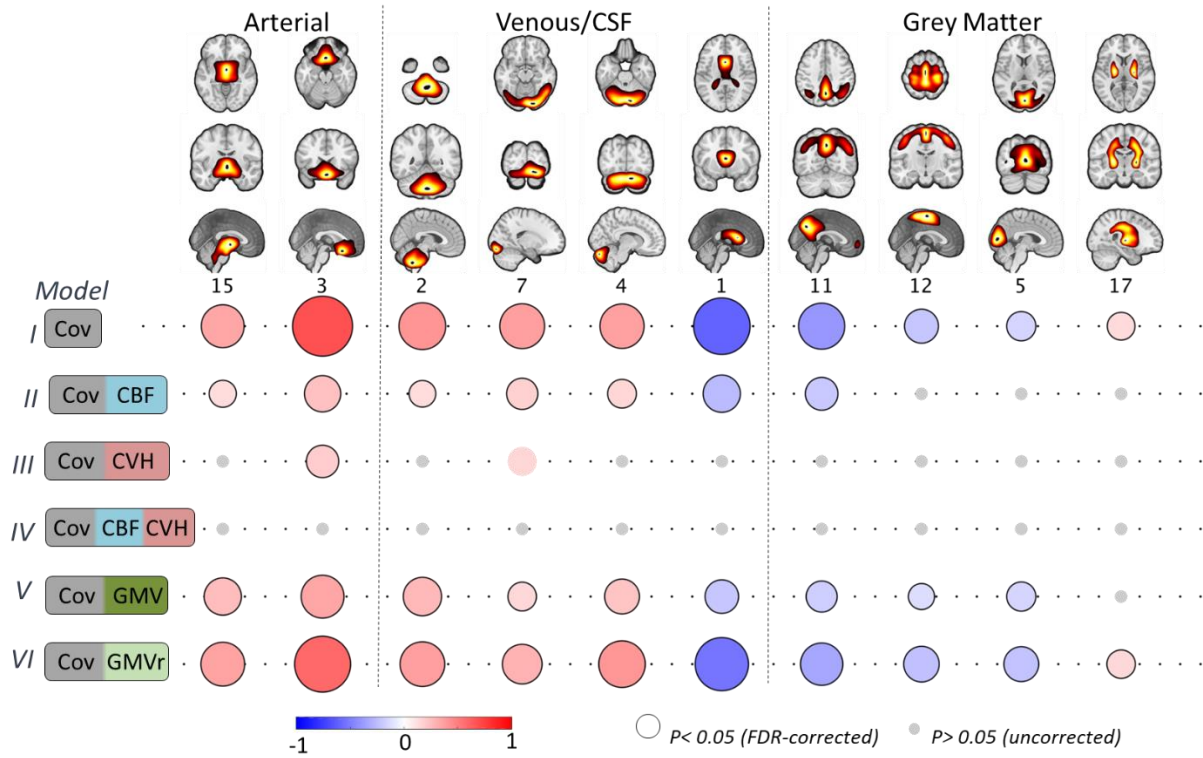 Arterial Venous/CSF Grey Matter
Model 15 3 2 7 4 1 11 12 5 17
I Cov
II Cov CBF
III Cov CVH
IV Cov CBF CVH
V Cov GMV
VI Cov GMVr
-1 0 1
P< 0.05 (FDR-corrected) P> 0.05 (uncorrected)